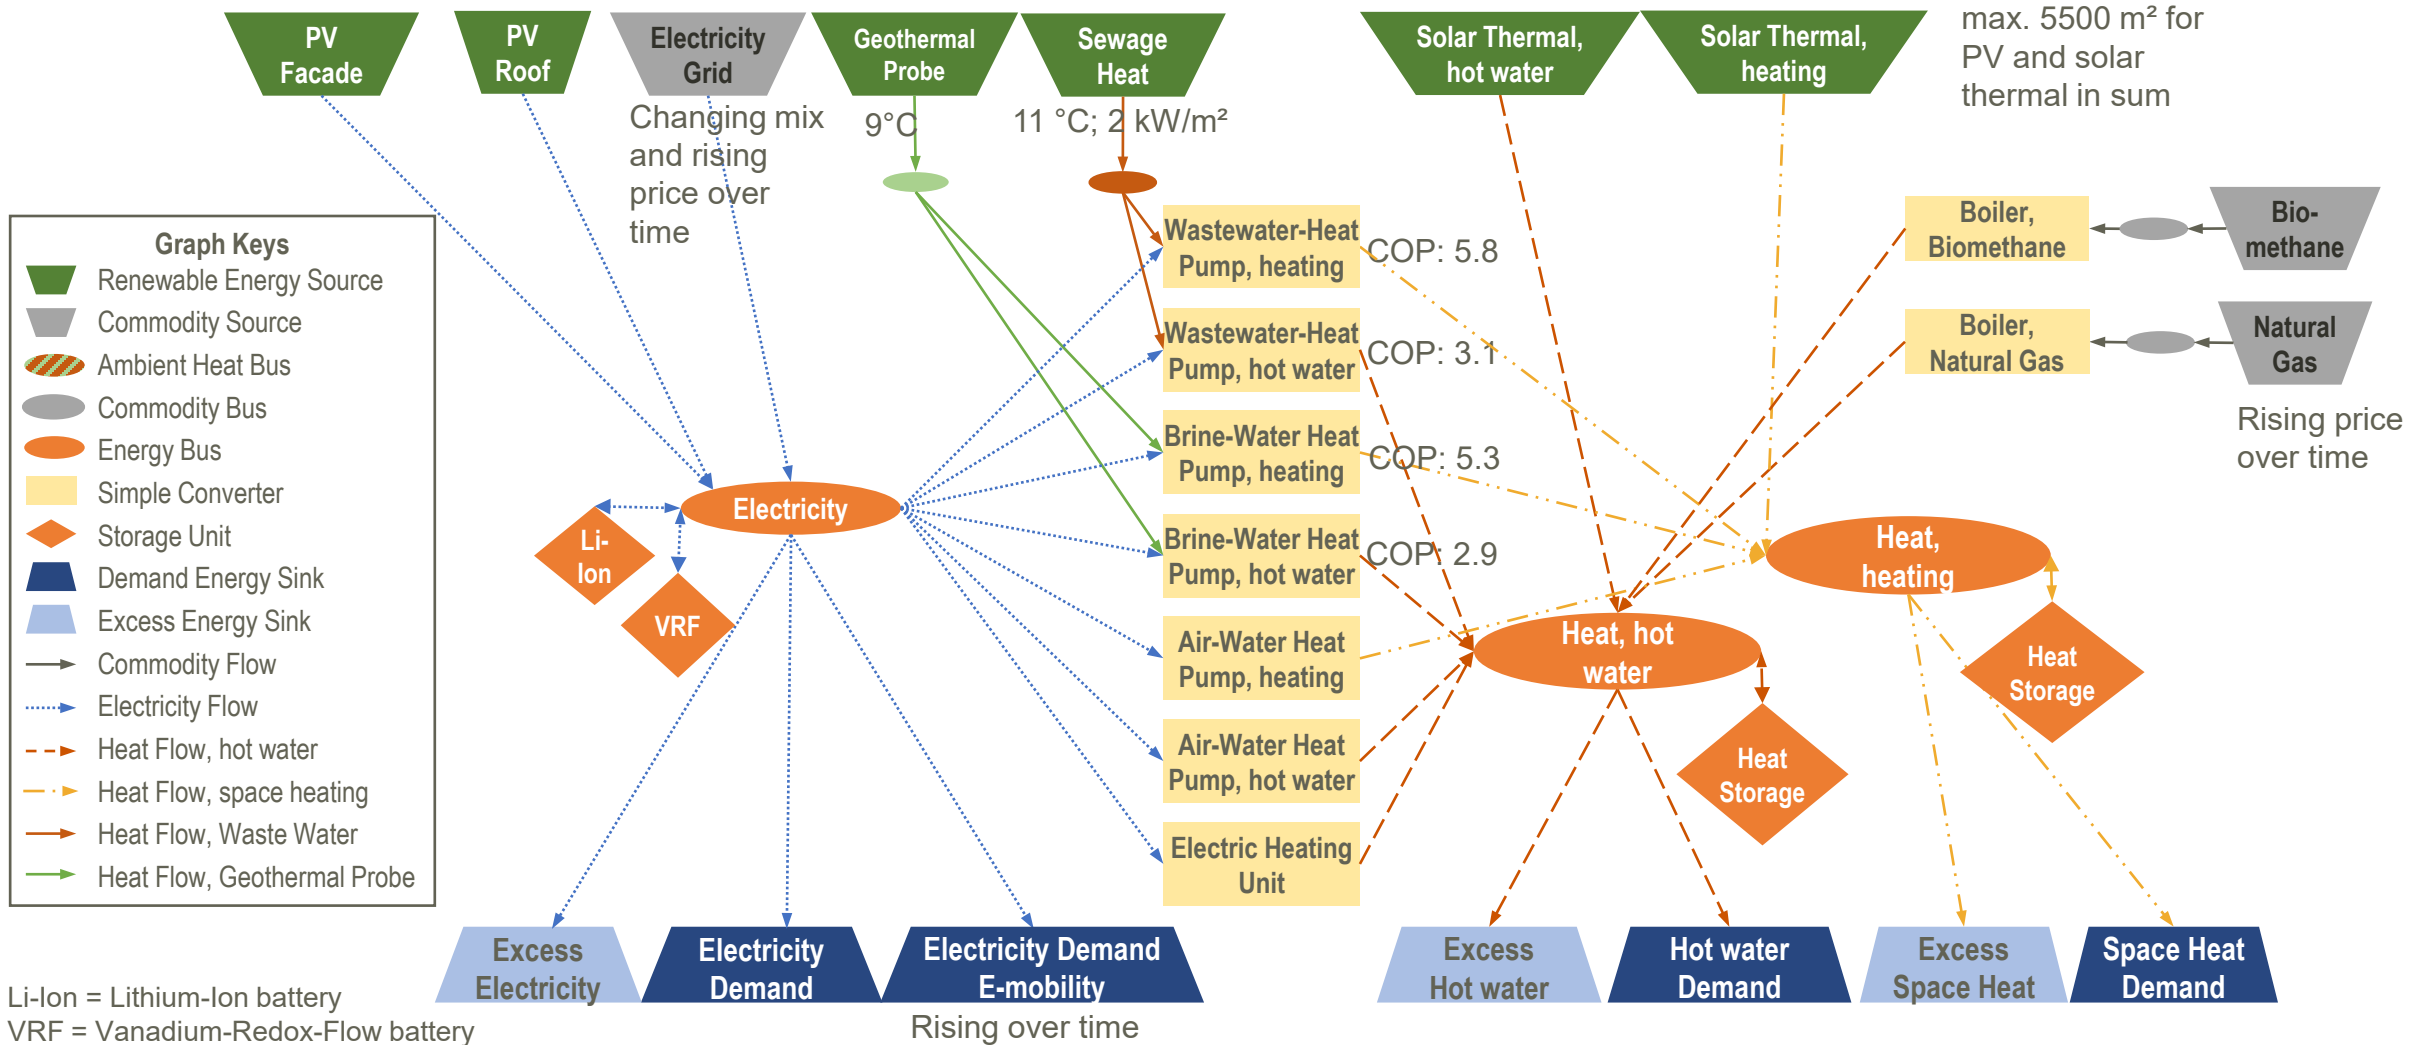 PV
Facade
PV
Roof
Electricity
Grid
Geothermal
Probe
Sewage
Heat
Solar Thermal,
hot water
Solar Thermal,
heating
max. 5500 m² for
PV and solar
thermal in sum
Changing mix
and rising
price over
time
9°C
11 °C; 2 kW/m²
Graph Keys
Renewable Energy Source
Commodity Source
Ambient Heat Bus
Commodity Bus
Energy Bus
Simple Converter
Storage Unit
Demand Energy Sink
Excess Energy Sink
Commodity Flow
Electricity Flow
Heat Flow, hot water
Heat Flow, space heating
Heat Flow, Waste Water
Heat Flow, Geothermal Probe
Wastewater-Heat
Pump, heating
COP: 5.8
Wastewater-Heat
Pump, hot water
COP: 3.1
Brine-Water Heat
Pump, heating
COP: 5.3
Brine-Water Heat
Pump, hot water
COP: 2.9
Air-Water Heat
Pump, heating
Air-Water Heat
Pump, hot water
Electric Heating
Unit
Boiler,
Biomethane
Bio-
methane
Boiler,
Natural Gas
Natural
Gas
Rising price
over time
Electricity
Li-
Ion
VRF
Heat,
heating
Heat, hot
water
Heat
Storage
Heat
Storage
Excess
Electricity
Electricity
Demand
Electricity Demand
E-mobility
Rising over time
Excess
Hot water
Hot water
Demand
Excess
Space Heat
Space Heat
Demand
Li-Ion = Lithium-Ion battery
VRF = Vanadium-Redox-Flow battery